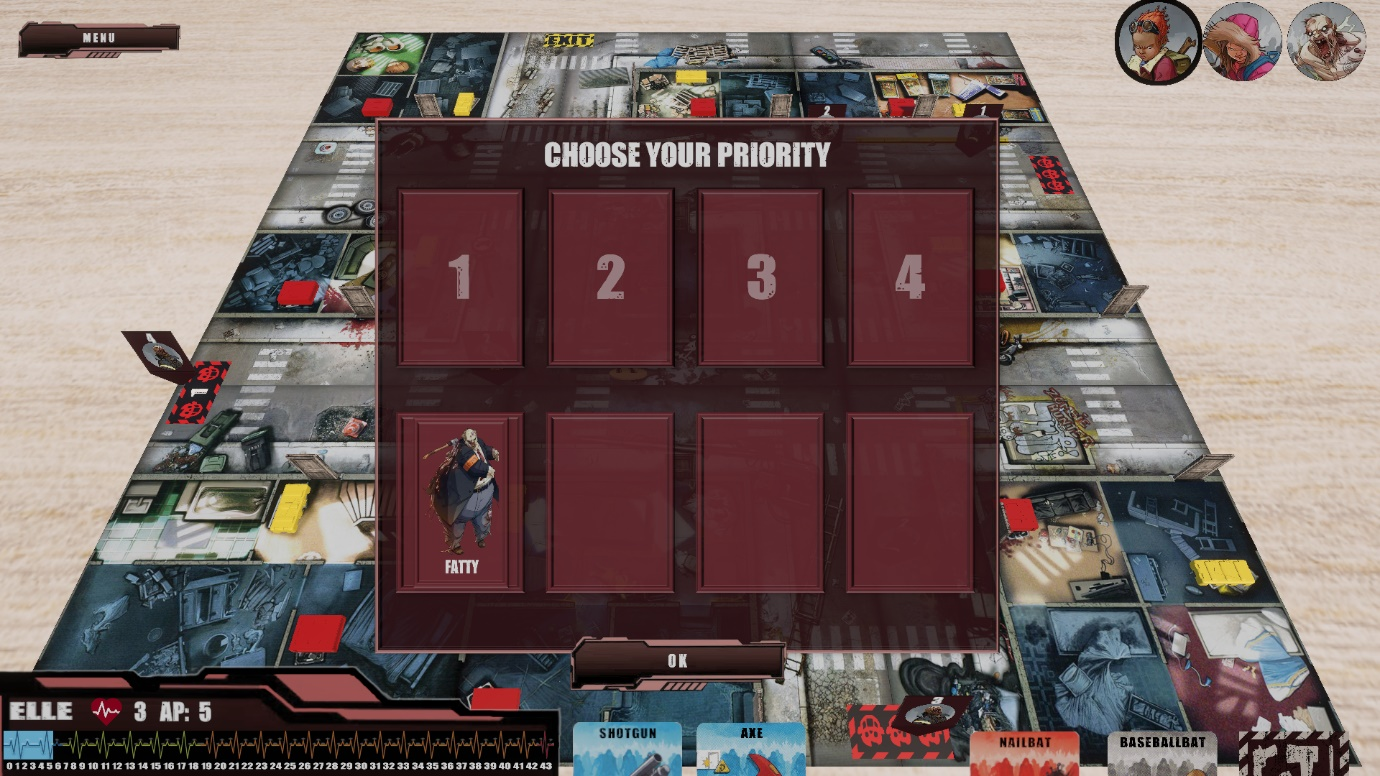 MENU
EXIT
2
1
CHOOSE YOUR PRIORITY
1 2 3 4
FATTY
OK
ELLE 3 AP: 5
0 1 2 3 4 5 6 7 8 9 10 11 12 13 14 15 16 17 18 19 20 21 22 23 24 25 26 27 28 29 30 31 32 33 34 35 36 37 38 39 40 41 42 43
SHOTGUN
AXE
NAILBAT
BASEBALLBAT